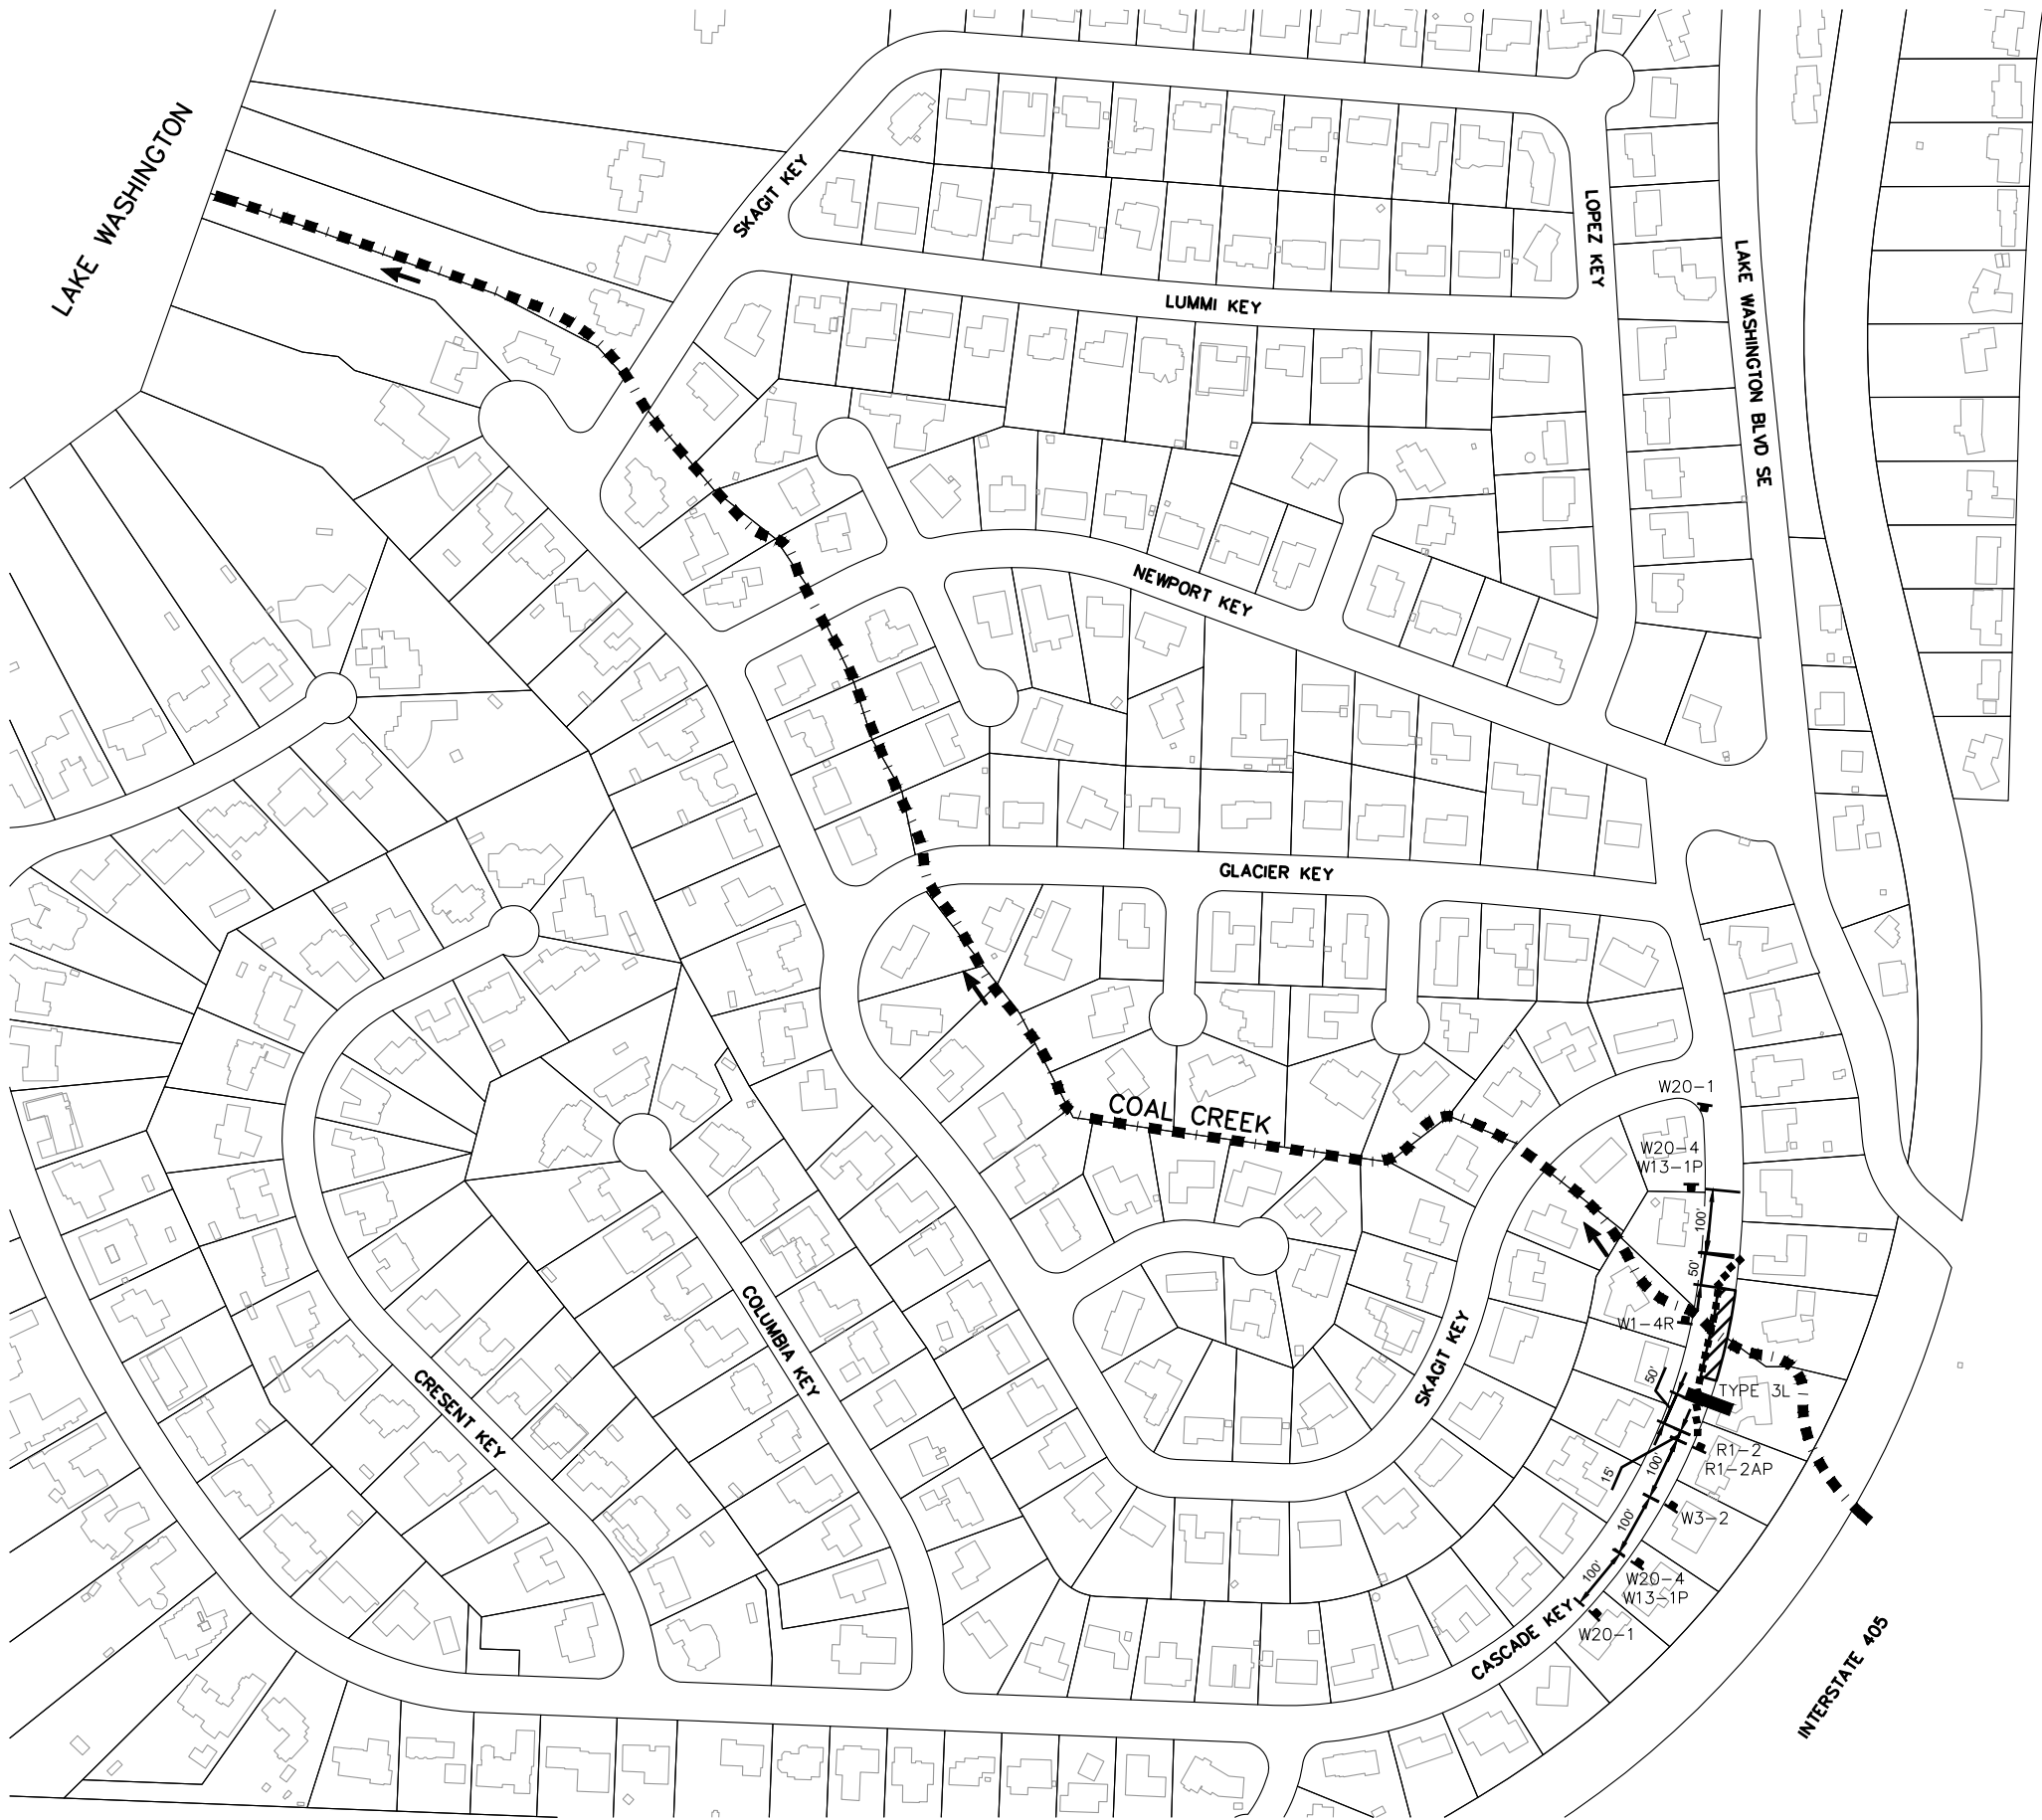 LAKE WASHINGTON
SKAGIT KEY
LOPEZ KEY
LAKE WASHINGTON BLVD SE
LUMMI KEY
NEWPORT KEY
GLACIER KEY
COAL CREEK
W20-1
W20-4
W13-1P
100'
50'
W1-4R
COLUMBIA KEY
CRESENT KEY
SKAGIT KEY
50'
TYPE 3L
R1-2
R1-2AP
15'
100'
W3-2
100'
W20-4
W13-1P
100'
W20-1
CASCADE KEY
INTERSTATE 405